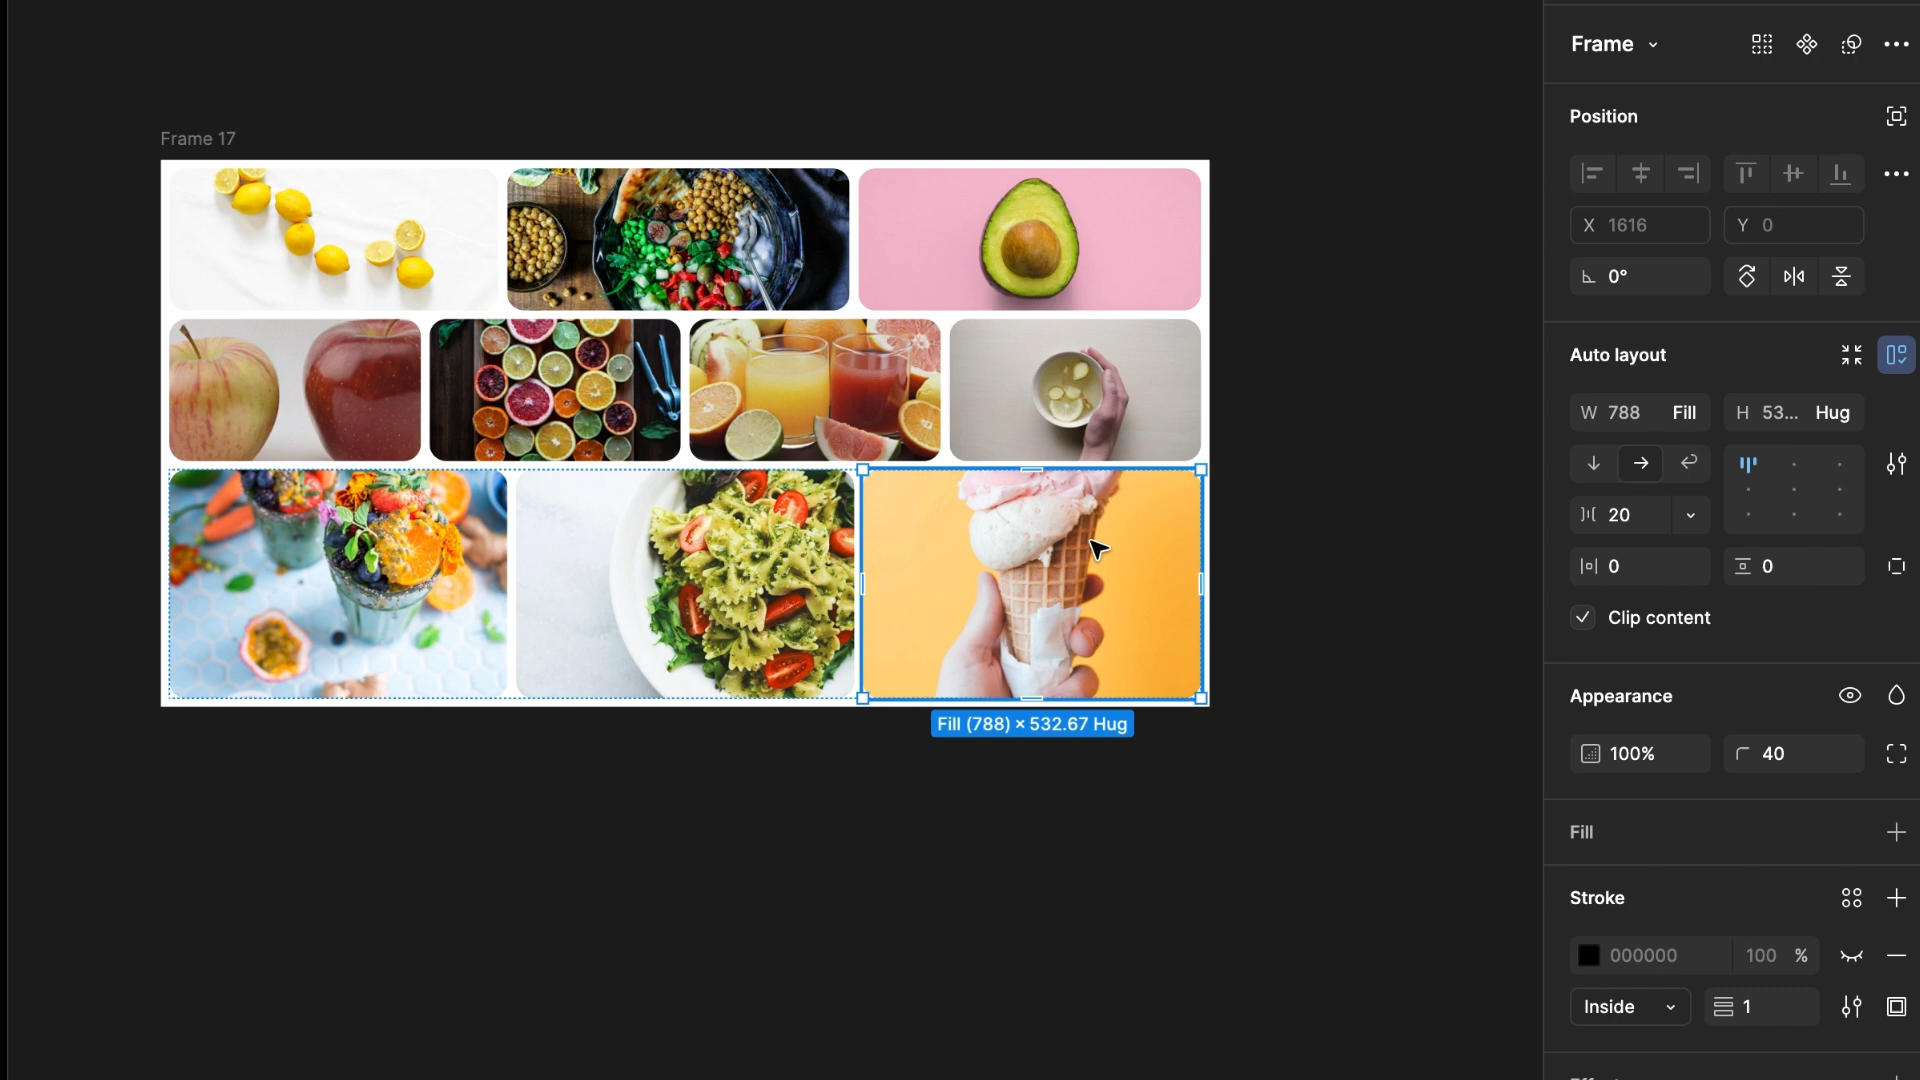 Frame
Position
Frame 17
X 1616
Y 0
0°
Auto layout
W 788 Fill
H 53... Hug
20
0
0
Clip content
Fill (788) × 532.67 Hug
Appearance
100%
40
Fill
Stroke
000000 100 %
Inside
1